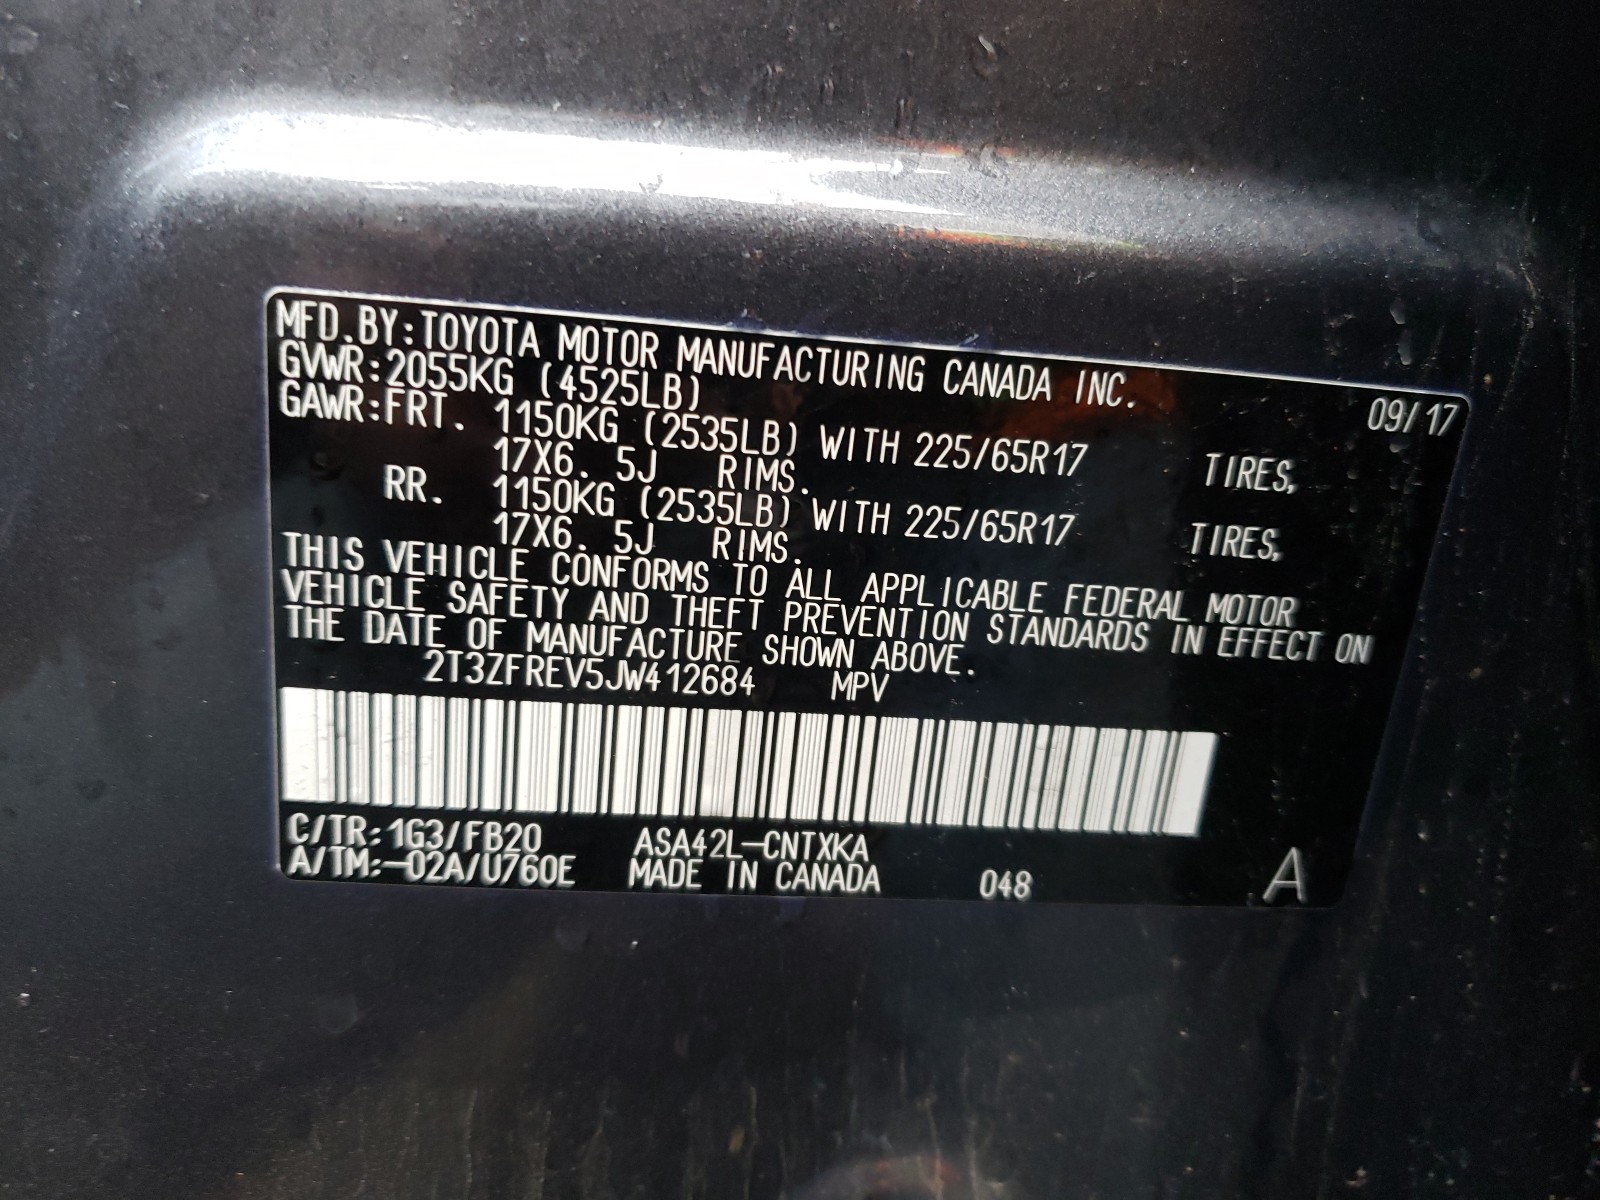 MFD.BY:TOYOTA MOTOR MANUFACTURING CANADA INC.
GVWR:2055KG (4525LB) 09/17
GAWR:FRT. 1150KG (2535LB) WITH 225/65R17 TIRES,
17X6. 5J RIMS.
RR. 1150KG (2535LB) WITH 225/65R17 TIRES,
17X6. 5J RIMS.
THIS VEHICLE CONFORMS TO ALL APPLICABLE FEDERAL MOTOR
VEHICLE SAFETY AND THEFT PREVENTION STANDARDS IN EFFECT ON
THE DATE OF MANUFACTURE SHOWN ABOVE.
2T3ZFREV5JW412684 MPV
C/TR:1G3/FB20 ASA42L-CNTXKA
A/TM:-02A/U760E MADE IN CANADA 048 A